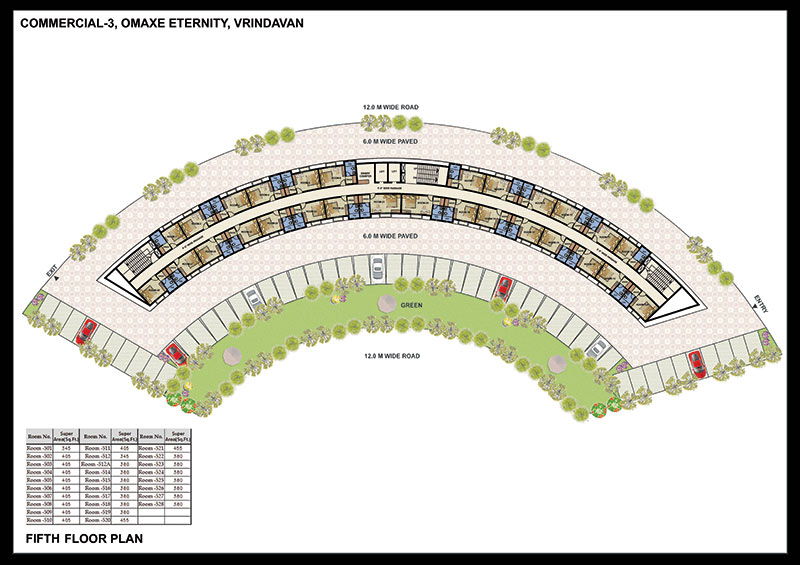 COMMERCIAL-3, OMAXE ETERNITY, VRINDAVAN
12.0 M WIDE ROAD
6.0 M WIDE PAVED
LIFT LIFT
6.0 M WIDE PAVED
EXIT
ENTRY
GREEN
12.0 M WIDE ROAD
Room No. Super Area(Sq.Ft.) Room No. Super Area(Sq.Ft.) Room No. Super Area(Sq.Ft.)
Room -501 345 Room -511 405 Room -521 455
Room -502 405 Room -512 345 Room -522 380
Room -503 405 Room -512A 380 Room -523 380
Room -504 405 Room -514 380 Room -524 380
Room -505 405 Room -515 380 Room -525 380
Room -506 405 Room -516 380 Room -526 380
Room -507 405 Room -517 380 Room -527 380
Room -508 405 Room -518 380 Room -528 380
Room -509 405 Room -519 380
Room -510 405 Room -520 455
FIFTH FLOOR PLAN